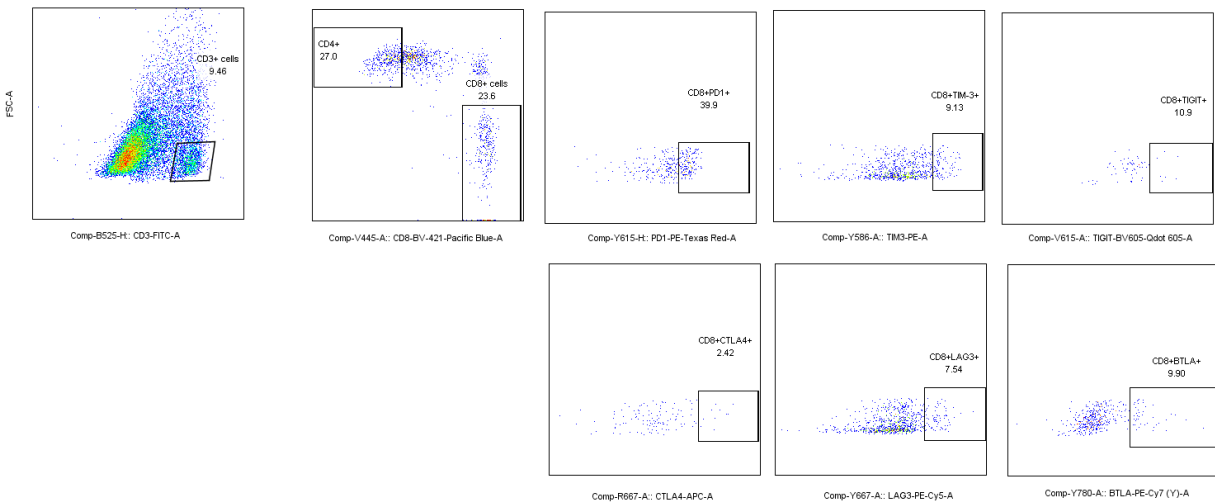 FSC-A
CD3+ cells
9.46
Comp-B525-H:: CD3-FITC-A
CD4+
27.0
CD8+ cells
23.6
Comp-V445-A:: CD8-BV-421-Pacific Blue-A
CD8+PD1+
39.9
Comp-Y615-H:: PD1-PE-Texas Red-A
CD8+TIM-3+
9.13
Comp-Y586-A:: TIM3-PE-A
CD8+TIGIT+
10.9
Comp-V615-A:: TIGIT-BV605-Qdot 605-A
CD8+CTLA4+
2.42
Comp-R667-A:: CTLA4-APC-A
CD8+LAG3+
7.54
Comp-Y667-A:: LAG3-PE-Cy5-A
CD8+BTLA+
9.90
Comp-Y780-A:: BTLA-PE-Cy7 (Y)-A